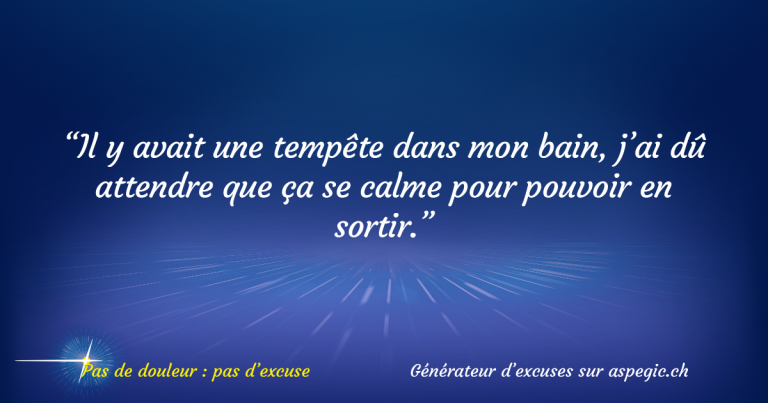 “Il y avait une tempête dans mon bain, j’ai dû
attendre que ça se calme pour pouvoir en
sortir.”
Pas de douleur : pas d’excuse
Générateur d’excuses sur aspegic.ch